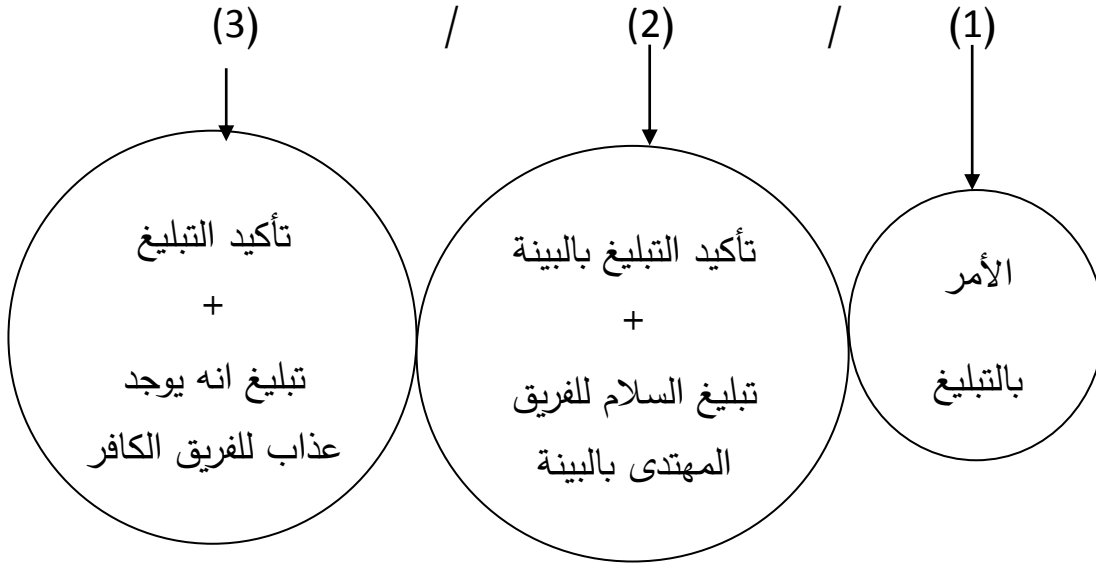 (1) / (2) / (3)
الأمر
بالتبليغ
تأكيد التبليغ بالبينة
+
تبليغ السلام للفريق
المهتدى بالبينة
تأكيد التبليغ
+
تبليغ انه يوجد
عذاب للفريق الكافر